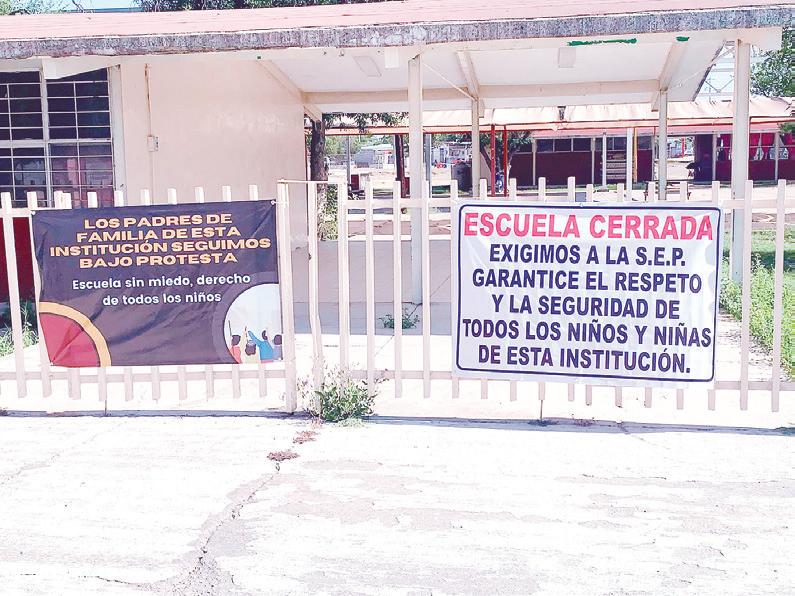 LOS PADRES DE
FAMILIA DE ESTA
INSTITUCIÓN SEGUIMOS
BAJO PROTESTA
Escuela sin miedo, derecho
de todos los niños
ESCUELA CERRADA
EXIGIMOS A LA S.E.P.
GARANTICE EL RESPETO
Y LA SEGURIDAD DE
TODOS LOS NIÑOS Y NIÑAS
DE ESTA INSTITUCIÓN.